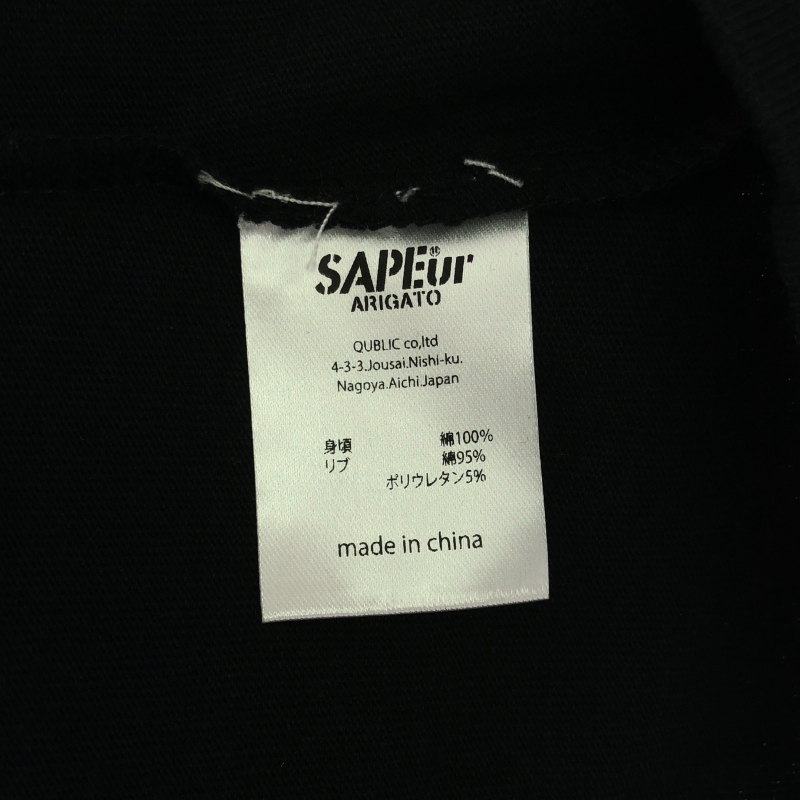 SAPEur®
ARIGATO
QUBLIC co,ltd
4-3-3.Jousai.Nishi-ku.
Nagoya.Aichi.Japan
身頃 綿100%
リブ 綿95%
ポリウレタン5%
made in china